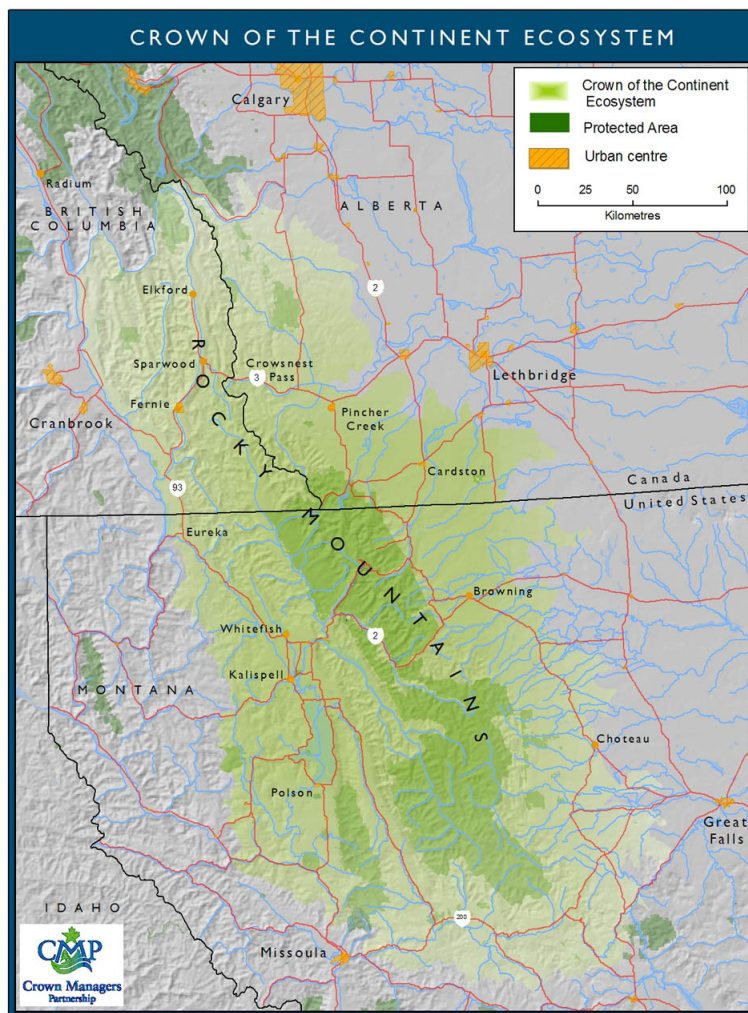 CROWN OF THE CONTINENT ECOSYSTEM
Crown of the Continent
Ecosystem
Protected Area
Urban centre
0 25 50 100
Kilometres
Calgary
Radium
BRITISH
COLUMBIA
ALBERTA
2
Elkford
Sparwood
Crowsnest
Pass
3
Lethbridge
Fernie
Cranbrook
Pincher
Creek
Cardston
93
Canada
United States
Eureka
ROCKY MOUNTAINS
Browning
Whitefish
2
Kalispell
MONTANA
Choteau
Polson
Great
Falls
IDAHO
200
Missoula
CMP
Crown Managers
Partnership